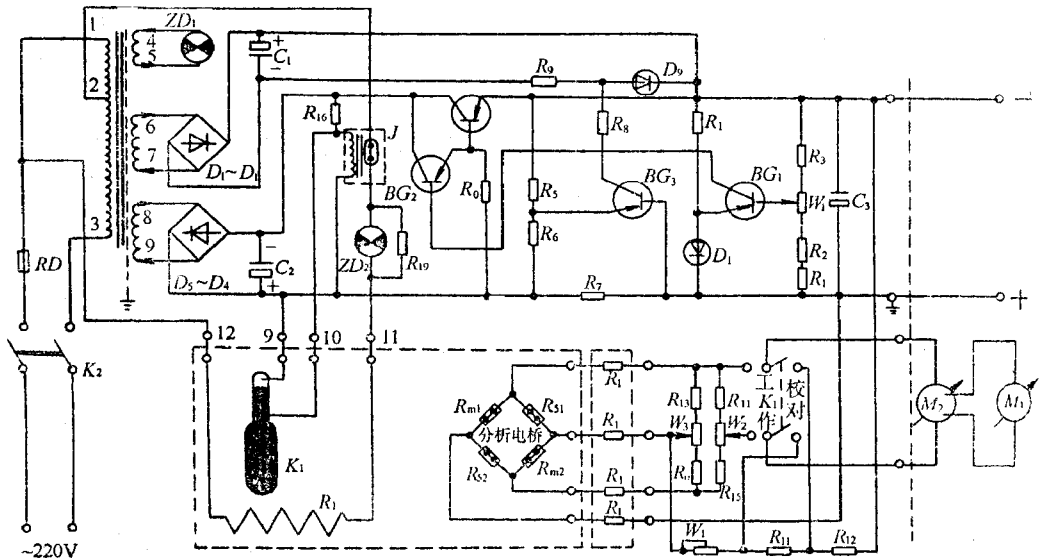 1
ZD₁
4
5
2
+
C₁
−
R₉
D₉
6
7
R₁₆
J
D₁~D₁
R₈
R₁
R₃
BG₂
R₀
R₅
BG₃
BG₁
W₁
C₃
3
8
9
R₆
RD
ZD₂
R₁₉
D₁
R₂
−
C₂
+
D₅~D₄
R₇
R₁
+
12
9
10
11
K₂
R₁
工
K₁
作
校
对
Rm1
R51
R₁₃
R₁₁
M₂
M₁
分析电桥
R₁
W₃
W₂
K₁
R52
Rm2
R₁
R₁₅
R₁
R₁
W₁
R₁₁
R₁₂
~220V